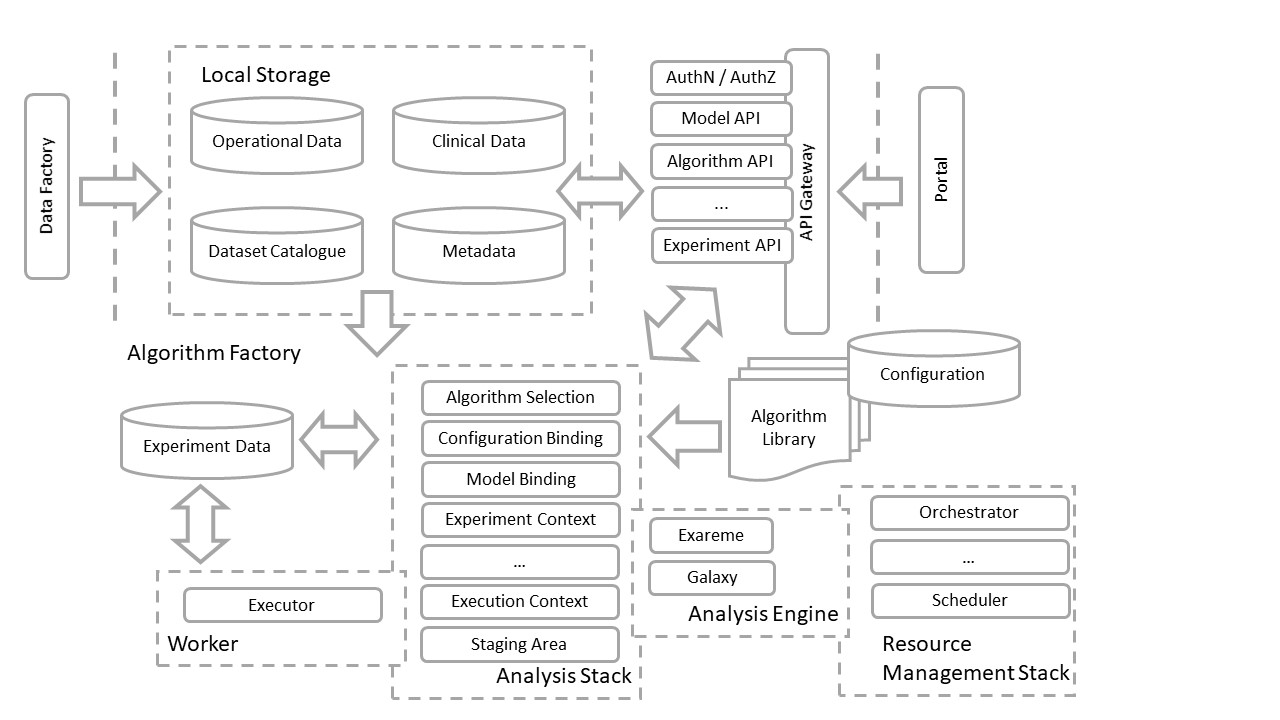 Local Storage
Operational Data
Clinical Data
Dataset Catalogue
Metadata
Data Factory
AuthN / AuthZ
Model API
Algorithm API
...
Experiment API
API Gateway
Portal
Algorithm Factory
Experiment Data
Algorithm Selection
Configuration Binding
Model Binding
Experiment Context
...
Execution Context
Staging Area
Analysis Stack
Configuration
Algorithm
Library
Executor
Worker
Exareme
Galaxy
Analysis Engine
Orchestrator
...
Scheduler
Resource
Management Stack